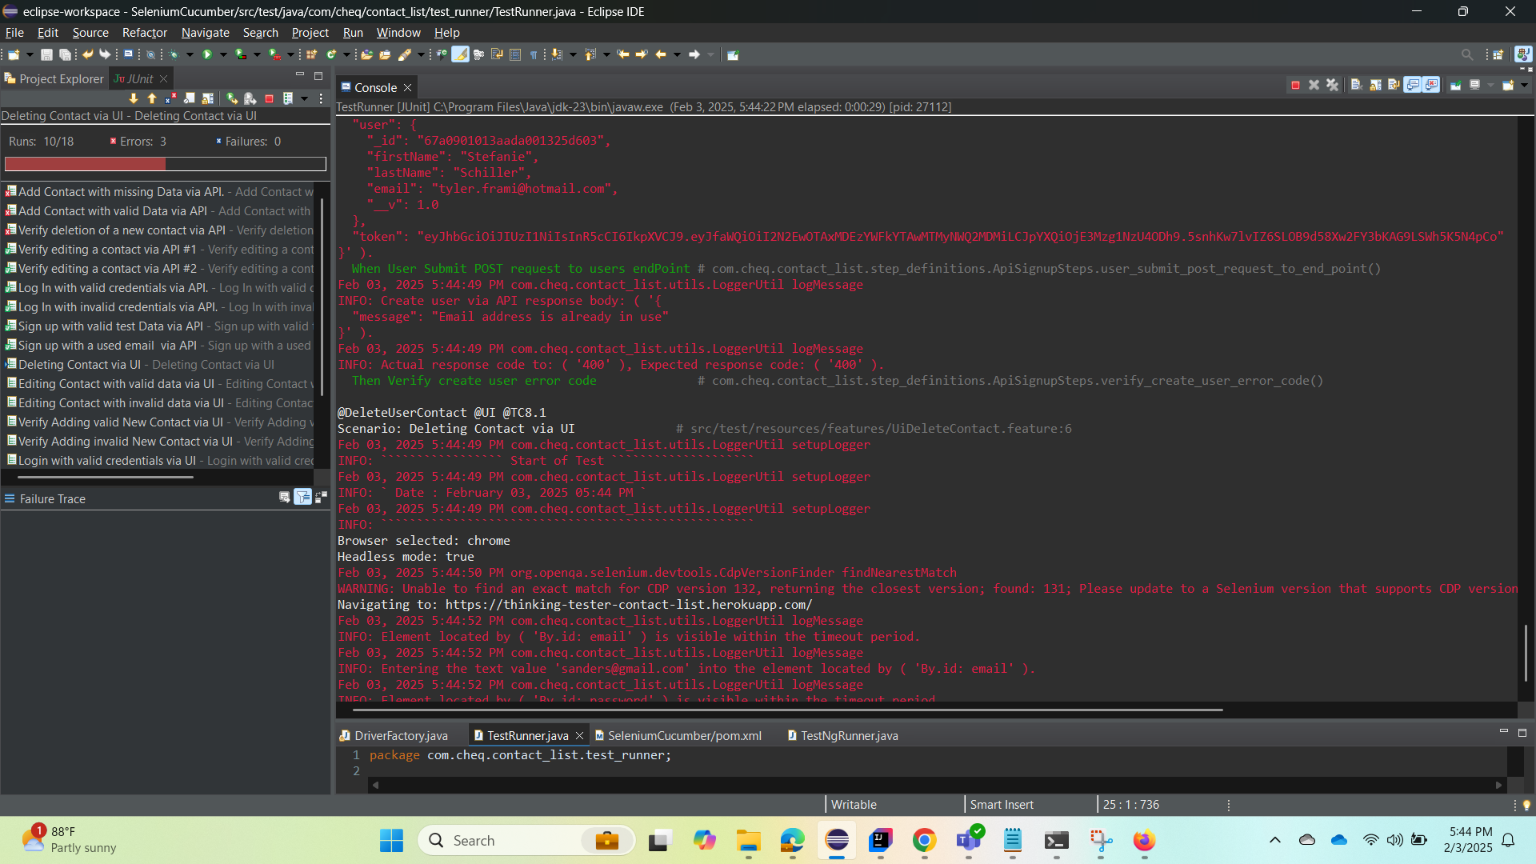 eclipse-workspace - SeleniumCucumber/src/test/java/com/cheq/contact_list/test_runner/TestRunner.java - Eclipse IDE
File Edit Source Refactor Navigate Search Project Run Window Help
Project Explorer
JUnit
Deleting Contact via UI - Deleting Contact via UI
Runs: 10/18 Errors: 3 Failures: 0
Add Contact with missing Data via API. - Add Contact w
Add Contact with valid Data via API - Add Contact with
Verify deletion of a new contact via API - Verify deletion
Verify editing a contact via API #1 - Verify editing a cont
Verify editing a contact via API #2 - Verify editing a cont
Log In with valid credentials via API. - Log In with valid c
Log In with invalid credentials via API. - Log In with inva
Sign up with valid test Data via API - Sign up with valid
Sign up with a used email via API - Sign up with a used
Deleting Contact via UI - Deleting Contact via UI
Editing Contact with valid data via UI - Editing Contact
Editing Contact with invalid data via UI - Editing Contac
Verify Adding valid New Contact via UI - Verify Adding
Verify Adding invalid New Contact via UI - Verify Adding
Login with valid credentials via UI - Login with valid cre
Failure Trace
Console
TestRunner [JUnit] C:\Program Files\Java\jdk-23\bin\javaw.exe (Feb 3, 2025, 5:44:22 PM elapsed: 0:00:29) [pid: 27112]
"user": {
"_id": "67a0901013aada001325d603",
"firstName": "Stefanie",
"lastName": "Schiller",
"email": "tyler.frami@hotmail.com",
"__v": 1.0
},
"token": "eyJhbGciOiJIUzI1NiIsInR5cCI6IkpXVCJ9.eyJfaWQiOiI2N2EwOTAxMDEzYWFkYTAwMTMyNWQ2MDMiLCJpYXQiOjE3Mzg1NzU4ODh9.5snhKw7lvIZ6SLOB9d58Xw2FY3bKAG9LSWh5K5N4pCo"
}' ).
When User Submit POST request to users endPoint # com.cheq.contact_list.step_definitions.ApiSignupSteps.user_submit_post_request_to_end_point()
Feb 03, 2025 5:44:49 PM com.cheq.contact_list.utils.LoggerUtil logMessage
INFO: Create user via API response body: ( '{
"message": "Email address is already in use"
}' ).
Feb 03, 2025 5:44:49 PM com.cheq.contact_list.utils.LoggerUtil logMessage
INFO: Actual response code to: ( '400' ), Expected response code: ( '400' ).
Then Verify create user error code # com.cheq.contact_list.step_definitions.ApiSignupSteps.verify_create_user_error_code()
@DeleteUserContact @UI @TC8.1
Scenario: Deleting Contact via UI # src/test/resources/features/UiDeleteContact.feature:6
Feb 03, 2025 5:44:49 PM com.cheq.contact_list.utils.LoggerUtil setupLogger
INFO: ````````````````` Start of Test ````````````````````
Feb 03, 2025 5:44:49 PM com.cheq.contact_list.utils.LoggerUtil setupLogger
INFO: ` Date : February 03, 2025 05:44 PM `
Feb 03, 2025 5:44:49 PM com.cheq.contact_list.utils.LoggerUtil setupLogger
INFO: ````````````````````````````````````````````````````
Browser selected: chrome
Headless mode: true
Feb 03, 2025 5:44:50 PM org.openqa.selenium.devtools.CdpVersionFinder findNearestMatch
WARNING: Unable to find an exact match for CDP version 132, returning the closest version; found: 131; Please update to a Selenium version that supports CDP version
Navigating to: https://thinking-tester-contact-list.herokuapp.com/
Feb 03, 2025 5:44:52 PM com.cheq.contact_list.utils.LoggerUtil logMessage
INFO: Element located by ( 'By.id: email' ) is visible within the timeout period.
Feb 03, 2025 5:44:52 PM com.cheq.contact_list.utils.LoggerUtil logMessage
INFO: Entering the text value 'sanders@gmail.com' into the element located by ( 'By.id: email' ).
Feb 03, 2025 5:44:52 PM com.cheq.contact_list.utils.LoggerUtil logMessage
INFO: Element located by ( 'By.id: password' ) is visible within the timeout period
DriverFactory.java TestRunner.java SeleniumCucumber/pom.xml TestNgRunner.java
1 package com.cheq.contact_list.test_runner;
2
Writable Smart Insert 25 : 1 : 736
1
88°F
Partly sunny
Search
5:44 PM
2/3/2025